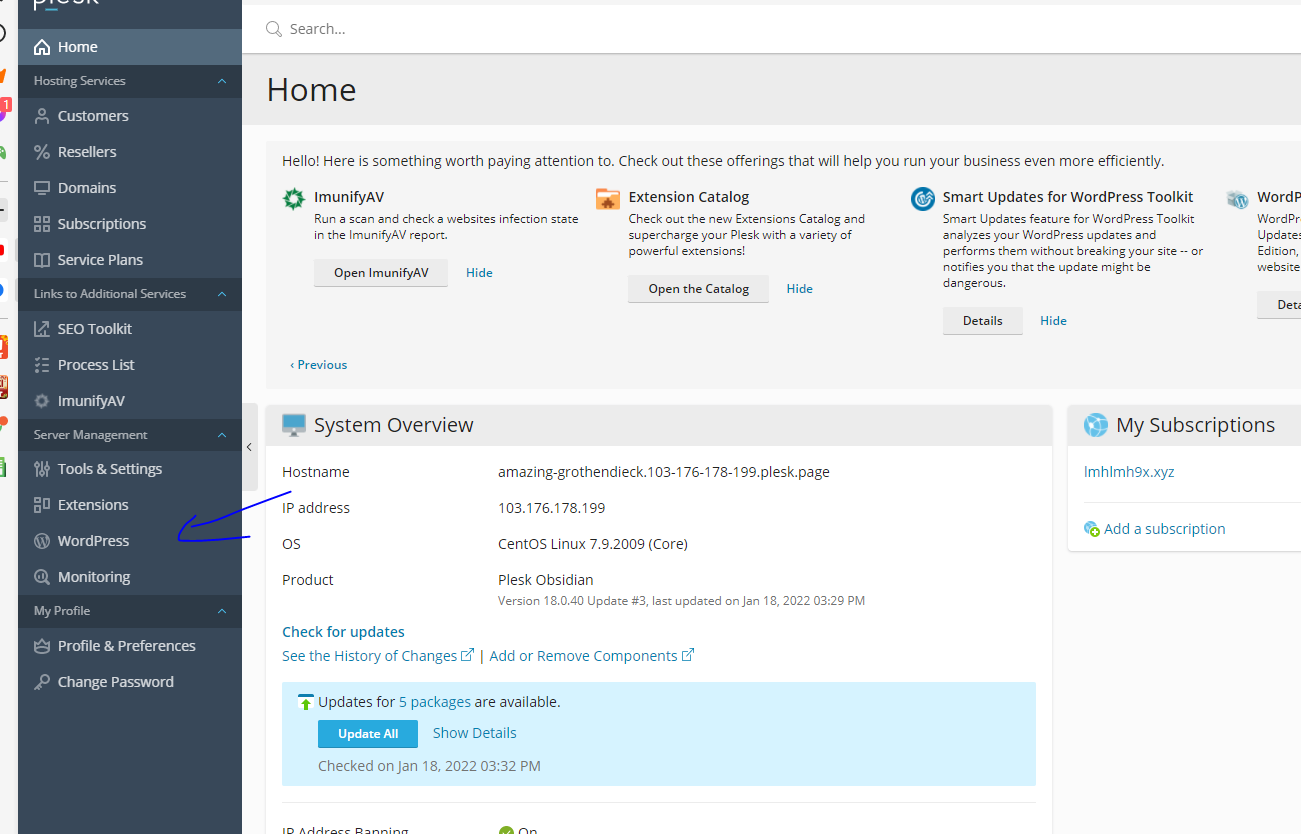 plesk
Home
Hosting Services
Customers
Resellers
Domains
Subscriptions
Service Plans
Links to Additional Services
SEO Toolkit
Process List
ImunifyAV
Server Management
Tools & Settings
Extensions
WordPress
Monitoring
My Profile
Profile & Preferences
Change Password
1
Search...
Home
Hello! Here is something worth paying attention to. Check out these offerings that will help you run your business even more efficiently.
ImunifyAV
Run a scan and check a websites infection state
in the ImunifyAV report.
Open ImunifyAV Hide
Extension Catalog
Check out the new Extensions Catalog and
supercharge your Plesk with a variety of
powerful extensions!
Open the Catalog Hide
Smart Updates for WordPress Toolkit
Smart Updates feature for WordPress Toolkit
analyzes your WordPress updates and
performs them without breaking your site -- or
notifies you that the update might be
dangerous.
Details Hide
WordP
WordPr
Updates
Edition,
website
Deta
‹ Previous
System Overview
Hostname amazing-grothendieck.103-176-178-199.plesk.page
IP address 103.176.178.199
OS CentOS Linux 7.9.2009 (Core)
Product Plesk Obsidian
Version 18.0.40 Update #3, last updated on Jan 18, 2022 03:29 PM
Check for updates
See the History of Changes | Add or Remove Components
Updates for 5 packages are available.
Update All Show Details
Checked on Jan 18, 2022 03:32 PM
IP Address Banning On
My Subscriptions
lmhlmh9x.xyz
Add a subscription